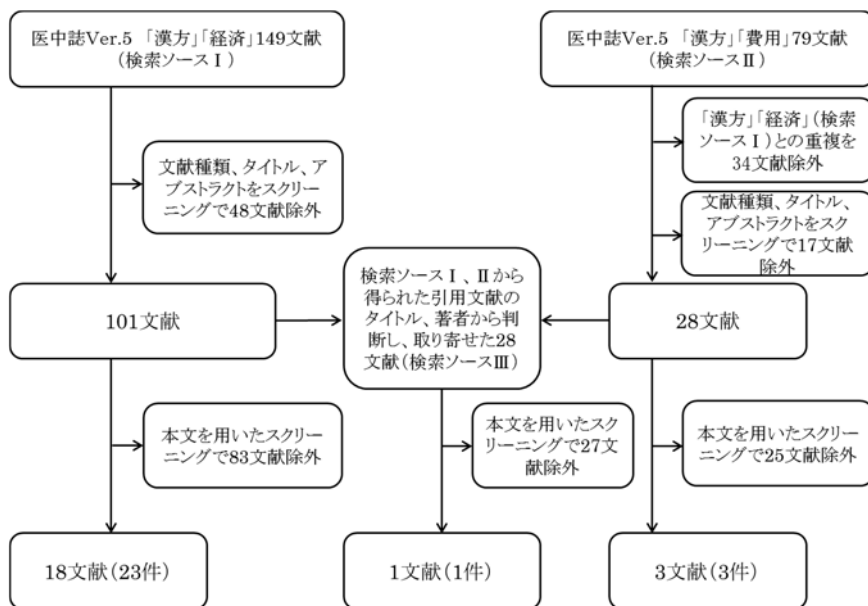 医中誌Ver.5 「漢方」「経済」149文献
(検索ソースⅠ)
医中誌Ver.5 「漢方」「費用」79文献
(検索ソースⅡ)
「漢方」「経済」(検索
ソースⅠ)との重複を
34文献除外
文献種類、タイトル、ア
ブストラクトをスクリー
ニングで48文献除外
文献種類、タイトル、
アブストラクトをスク
リーニングで17文献
除外
101文献
検索ソースⅠ、Ⅱから
得られた引用文献の
タイトル、著者から判
断し、取り寄せた28
文献(検索ソースⅢ)
28文献
本文を用いたスクリー
ニングで83文献除外
本文を用いたスク
リーニングで27文
献除外
本文を用いたスクリー
ニングで25文献除外
18文献(23件)
1文献(1件)
3文献(3件)